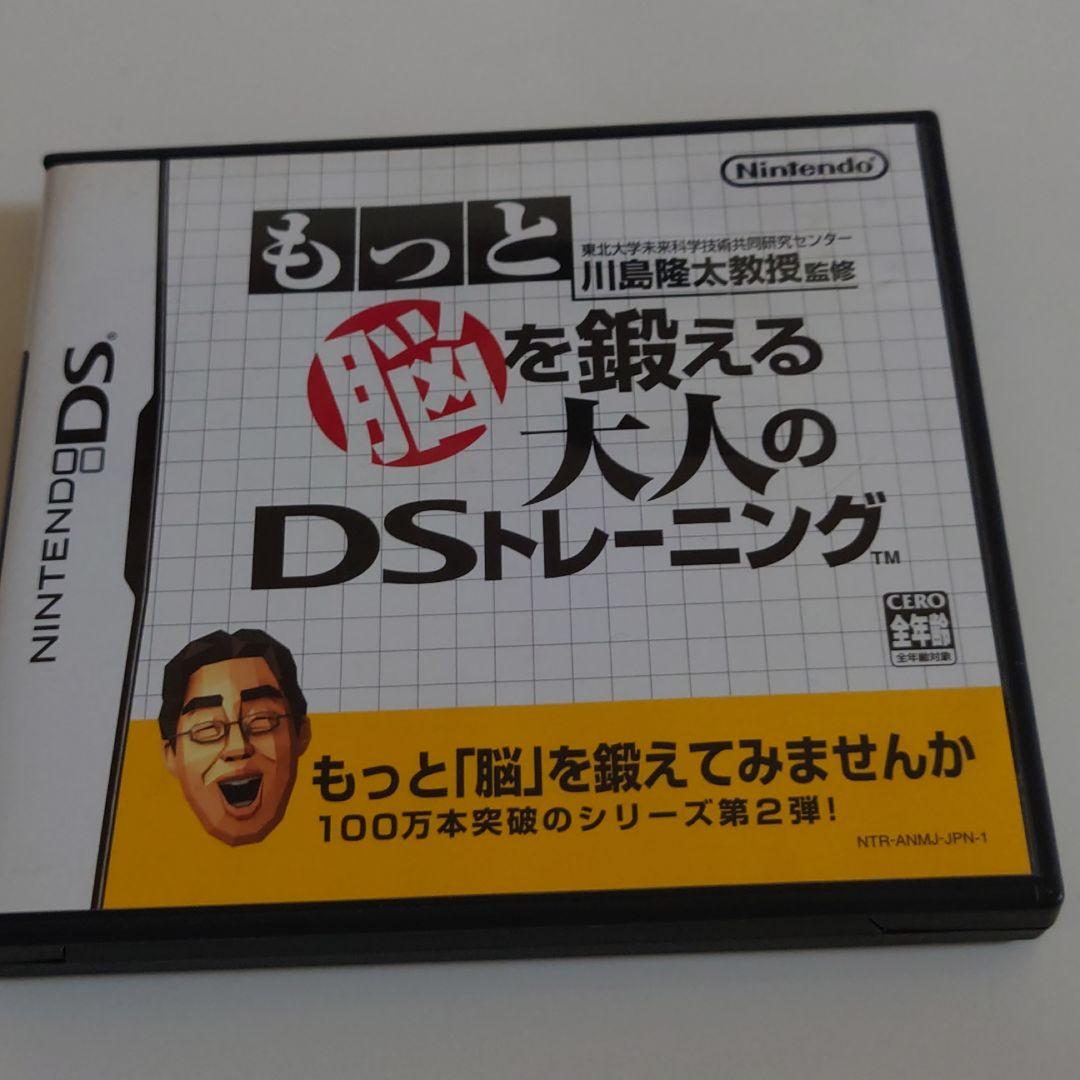 Nintendo®
もっと
東北大学未来科学技術共同研究センター
川島隆太教授監修
脳を鍛える
大人の
DSトレーニング™
NINTENDO DS®
CERO
全年齢
全年齢対象
もっと「脳」を鍛えてみませんか
100万本突破のシリーズ第2弾!
NTR-ANMJ-JPN-1